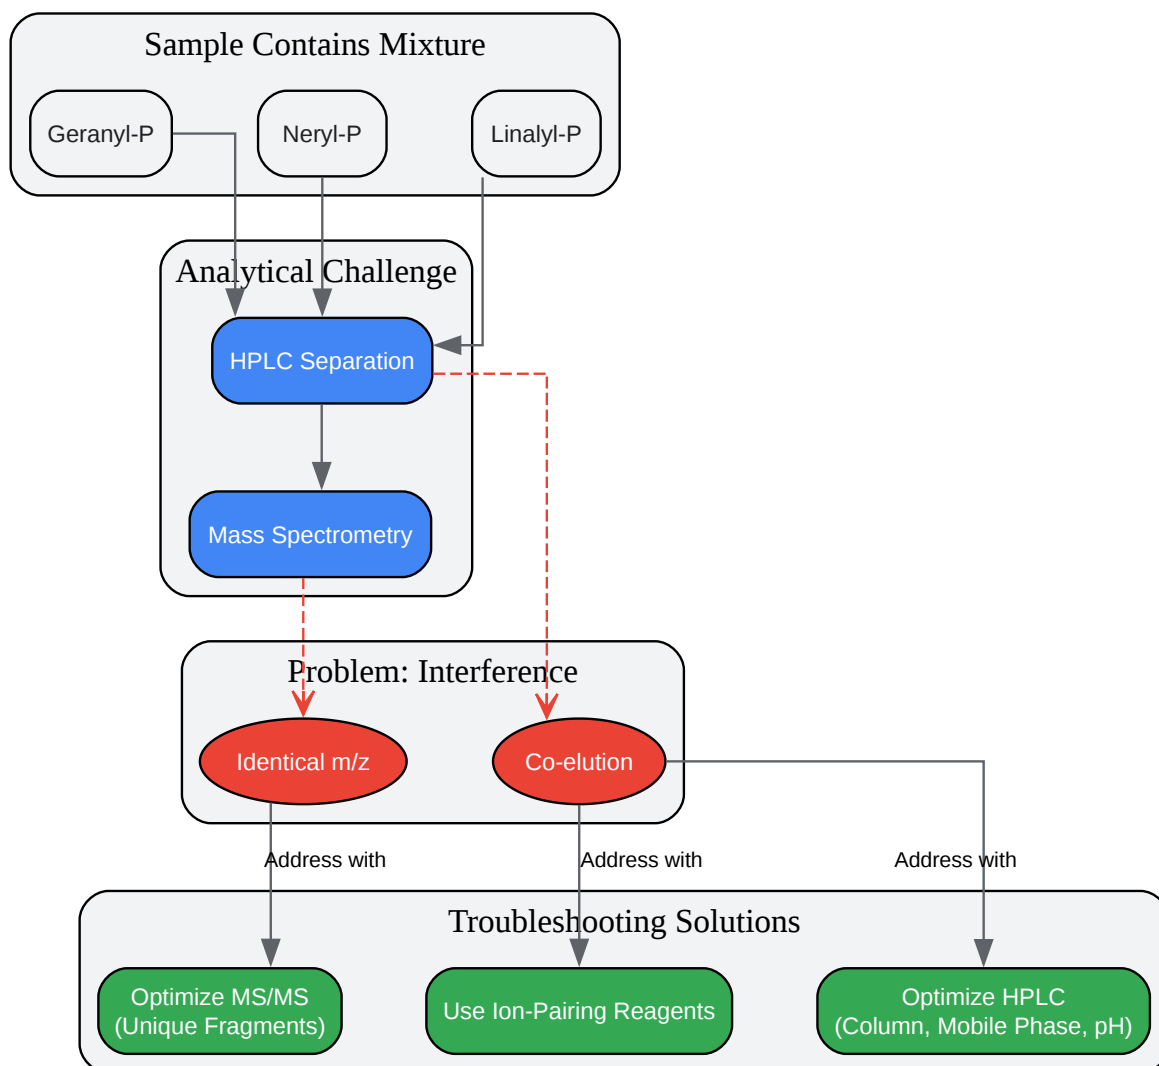 Sample Contains Mixture
Geranyl-P
Neryl-P
Linalyl-P
Analytical Challenge
HPLC Separation
Mass Spectrometry
Problem: Interference
Identical m/z
Co-elution
Address with
Address with
Address with
Troubleshooting Solutions
Optimize MS/MS
(Unique Fragments)
Use Ion-Pairing Reagents
Optimize HPLC
(Column, Mobile Phase, pH)